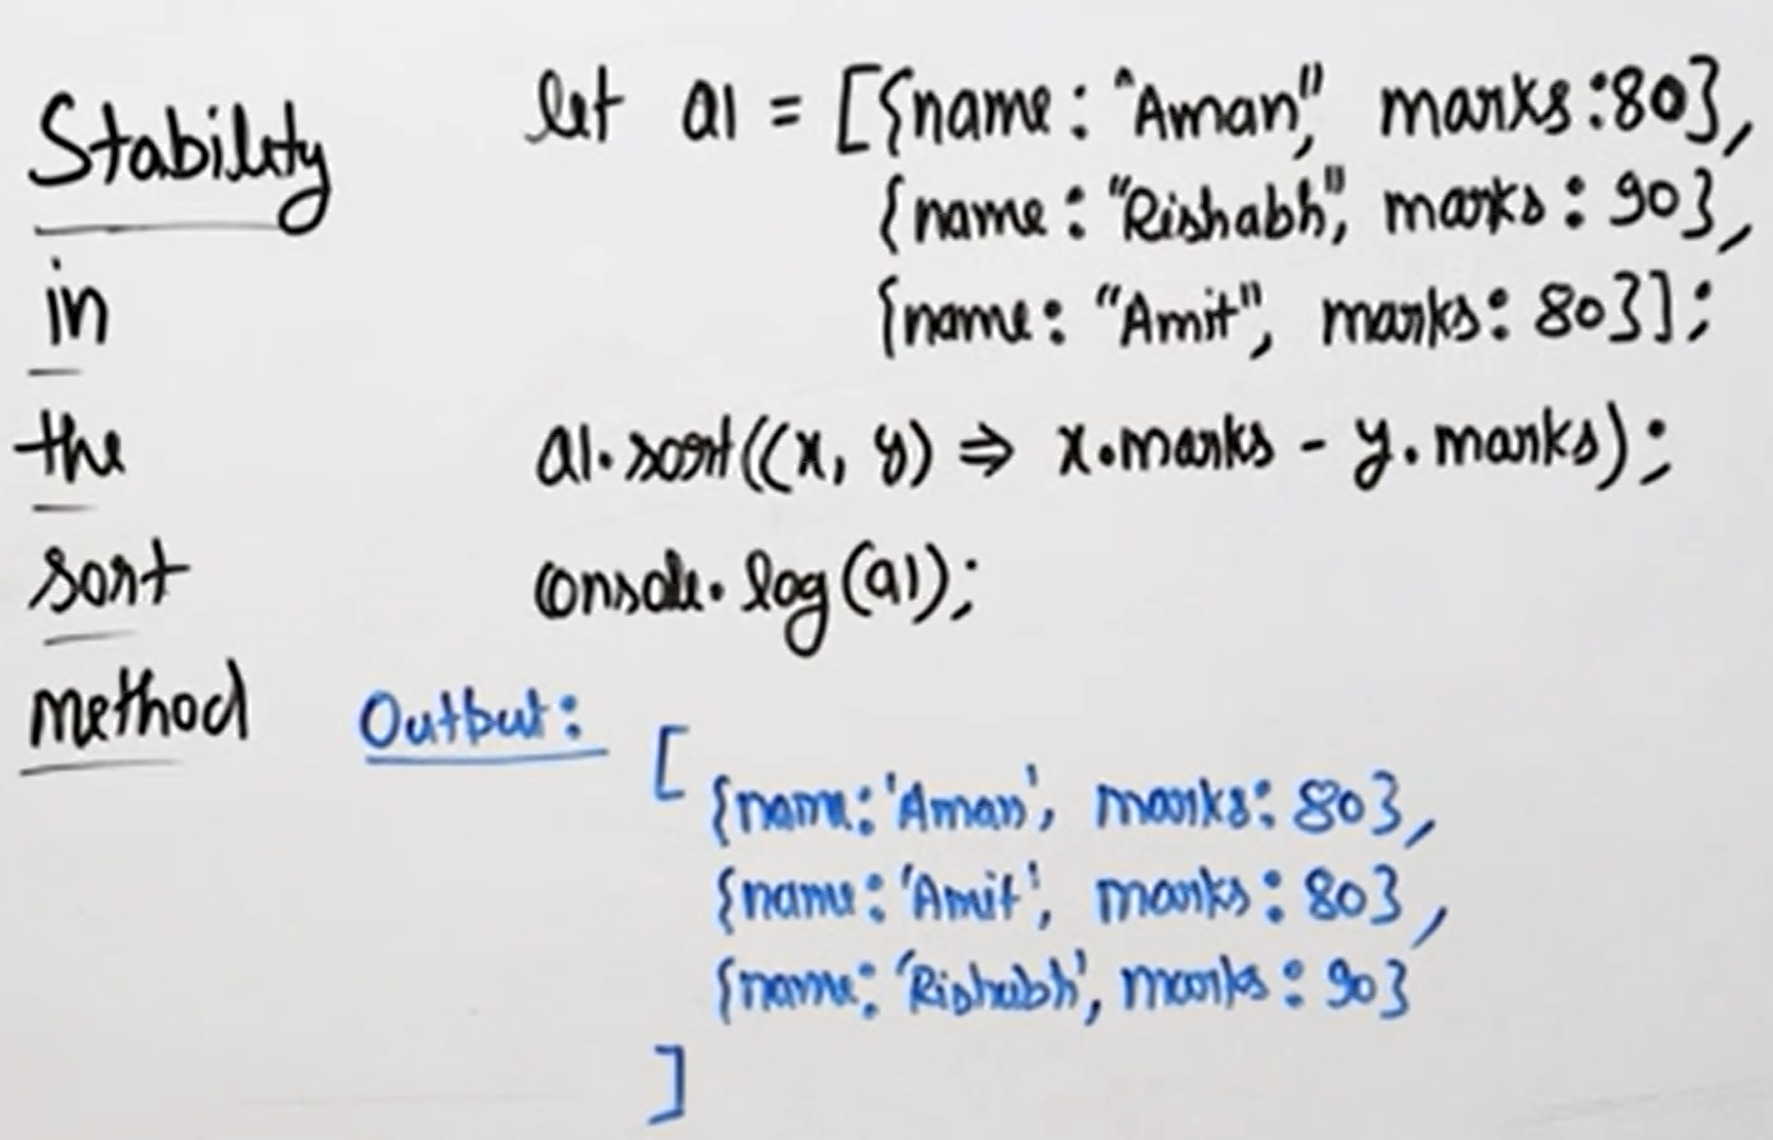 Stability
in
the
sort
method
let a1 = [{name: "Aman", marks:80},
{name: "Rishabh", marks: 90},
{name: "Amit", marks: 80}];
a1.sort((x, y) => x.marks - y.marks);
console.log(a1);
Output:
[
{name: 'Aman', marks: 80},
{name: 'Amit', marks: 80},
{name: 'Rishabh', marks: 90}
]